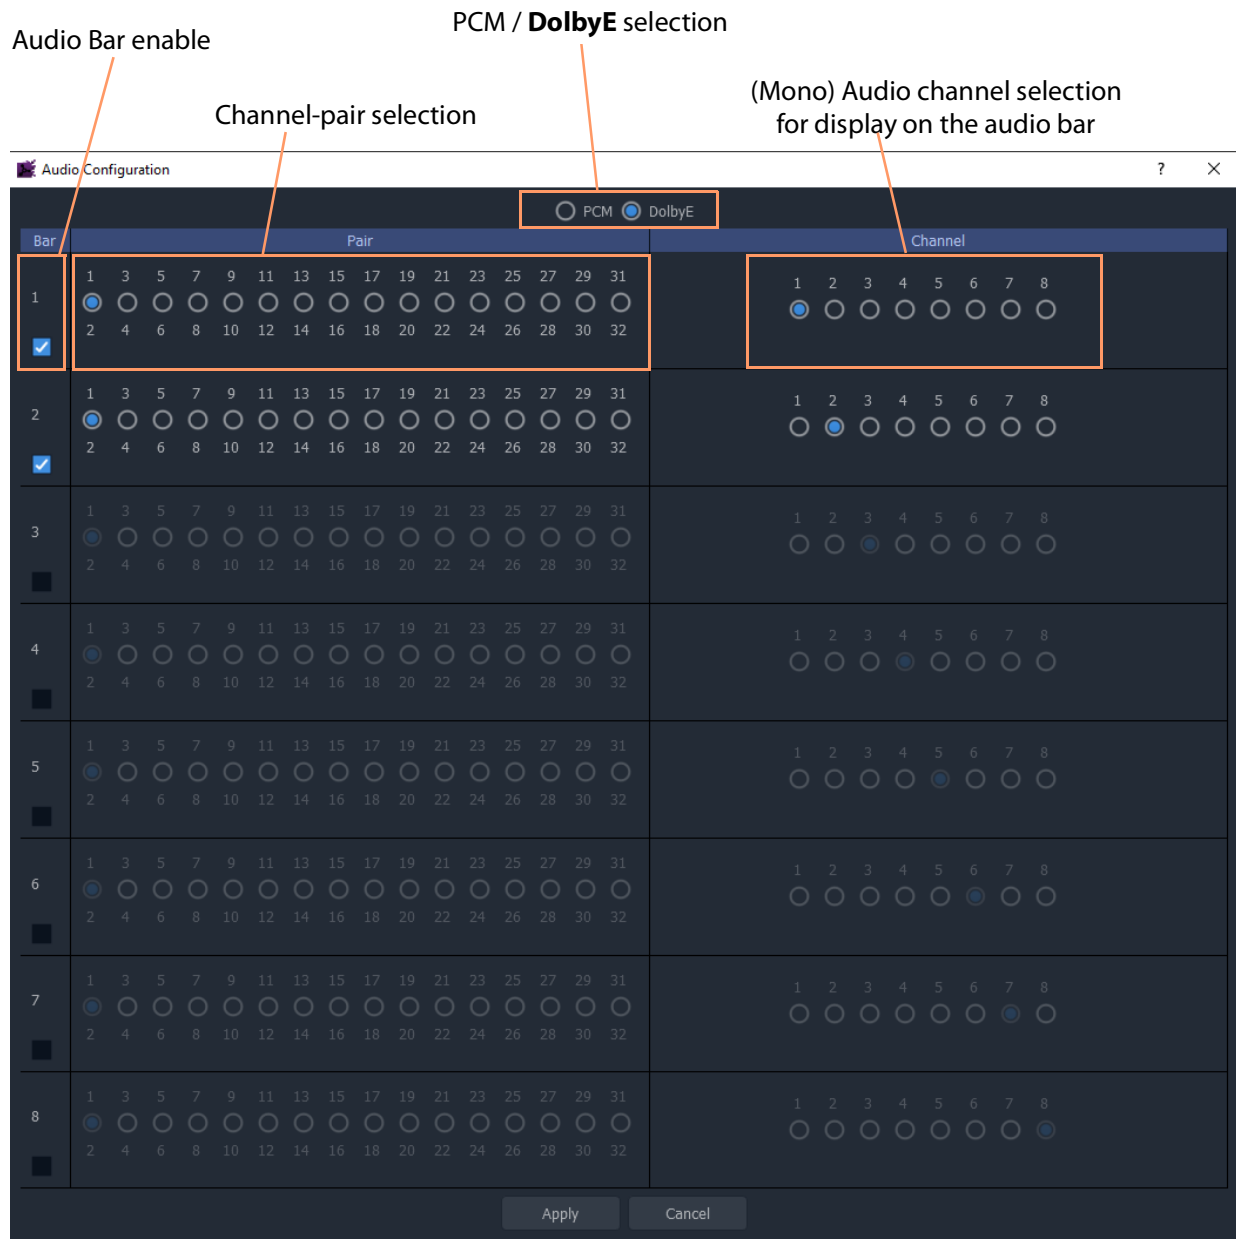 PCM / DolbyE selection
Audio Bar enable
(Mono) Audio channel selection
for display on the audio bar
Channel-pair selection
Audio Configuration ? ×
PCM DolbyE
Bar Pair Channel
1 3 5 7 9 11 13 15 17 19 21 23 25 27 29 31
1 2 3 4 5 6 7 8
1
2 4 6 8 10 12 14 16 18 20 22 24 26 28 30 32
1 3 5 7 9 11 13 15 17 19 21 23 25 27 29 31
1 2 3 4 5 6 7 8
2
2 4 6 8 10 12 14 16 18 20 22 24 26 28 30 32
1 3 5 7 9 11 13 15 17 19 21 23 25 27 29 31
1 2 3 4 5 6 7 8
3
2 4 6 8 10 12 14 16 18 20 22 24 26 28 30 32
1 3 5 7 9 11 13 15 17 19 21 23 25 27 29 31
1 2 3 4 5 6 7 8
4
2 4 6 8 10 12 14 16 18 20 22 24 26 28 30 32
1 3 5 7 9 11 13 15 17 19 21 23 25 27 29 31
1 2 3 4 5 6 7 8
5
2 4 6 8 10 12 14 16 18 20 22 24 26 28 30 32
1 3 5 7 9 11 13 15 17 19 21 23 25 27 29 31
1 2 3 4 5 6 7 8
6
2 4 6 8 10 12 14 16 18 20 22 24 26 28 30 32
1 3 5 7 9 11 13 15 17 19 21 23 25 27 29 31
1 2 3 4 5 6 7 8
7
2 4 6 8 10 12 14 16 18 20 22 24 26 28 30 32
1 3 5 7 9 11 13 15 17 19 21 23 25 27 29 31
1 2 3 4 5 6 7 8
8
2 4 6 8 10 12 14 16 18 20 22 24 26 28 30 32
Apply Cancel